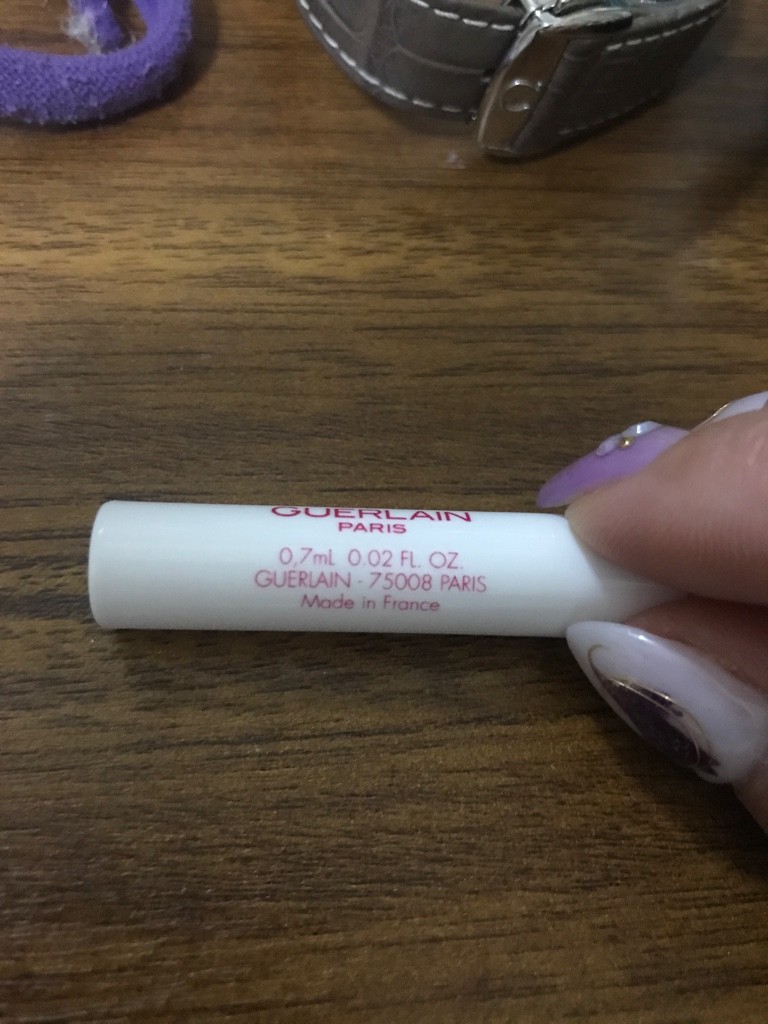 GUERLAIN
PARIS
0,7mL 0.02 FL. OZ.
GUERLAIN - 75008 PARIS
Made in France